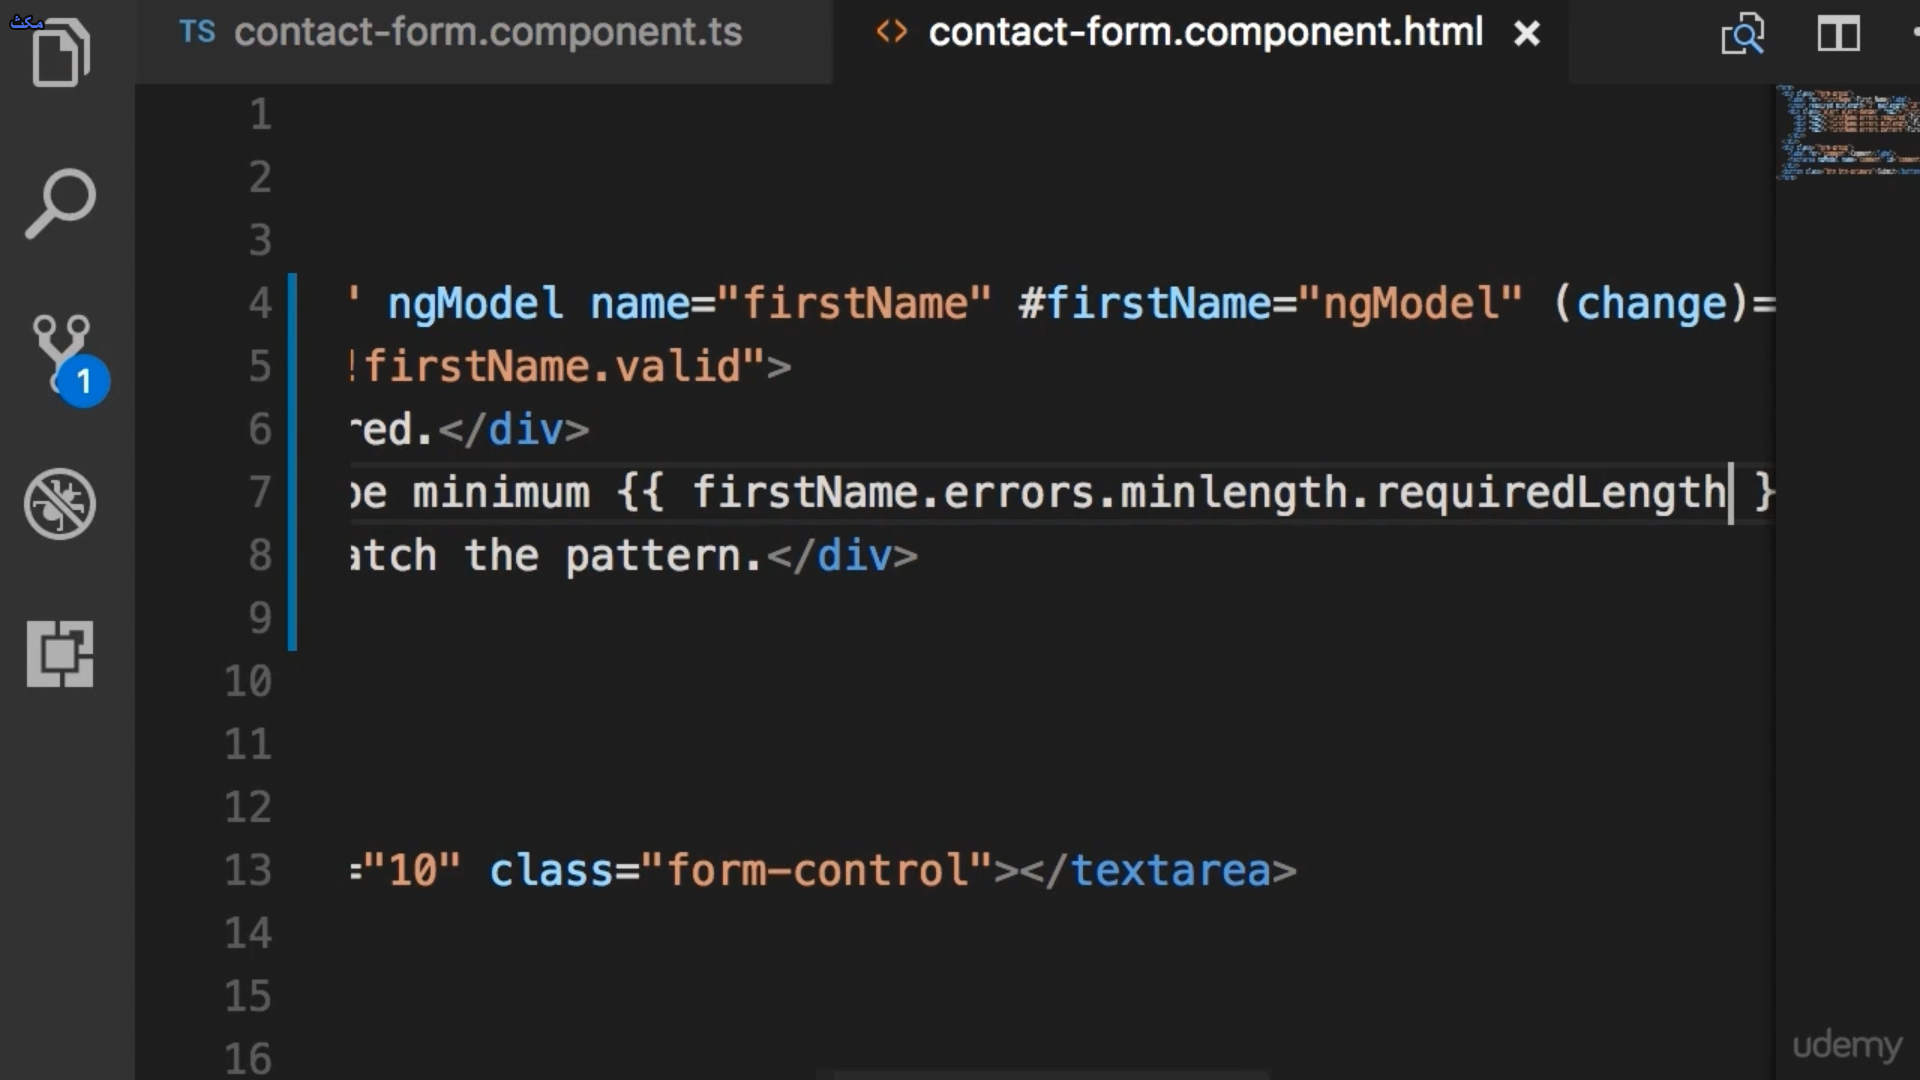 مكث
TS contact-form.component.ts
<> contact-form.component.html
1
2
3
4 ' ngModel name="firstName" #firstName="ngModel" (change)=
5 !firstName.valid">
6 red.</div>
7 be minimum {{ firstName.errors.minlength.requiredLength }
8 atch the pattern.</div>
9
10
11
12
13 ="10" class="form-control"></textarea>
14
15
16
1
udemy